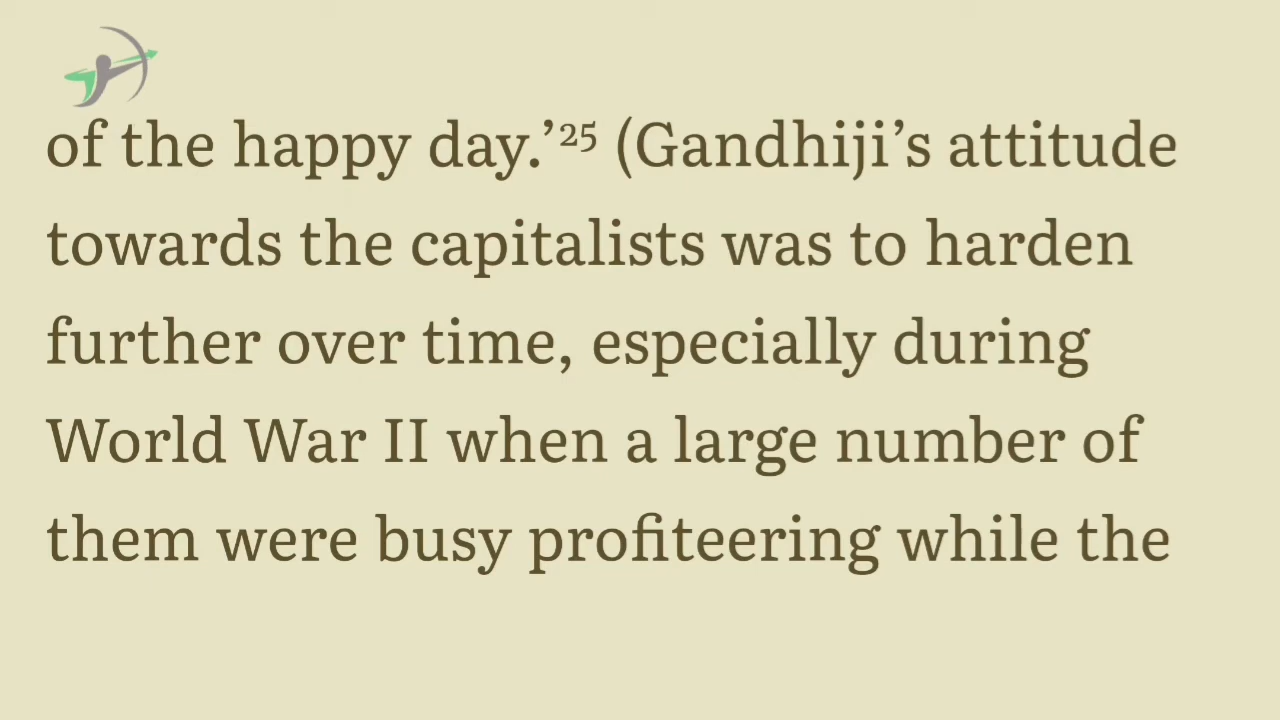 of the happy day.’²⁵ (Gandhiji’s attitude
towards the capitalists was to harden
further over time, especially during
World War II when a large number of
them were busy profiteering while the